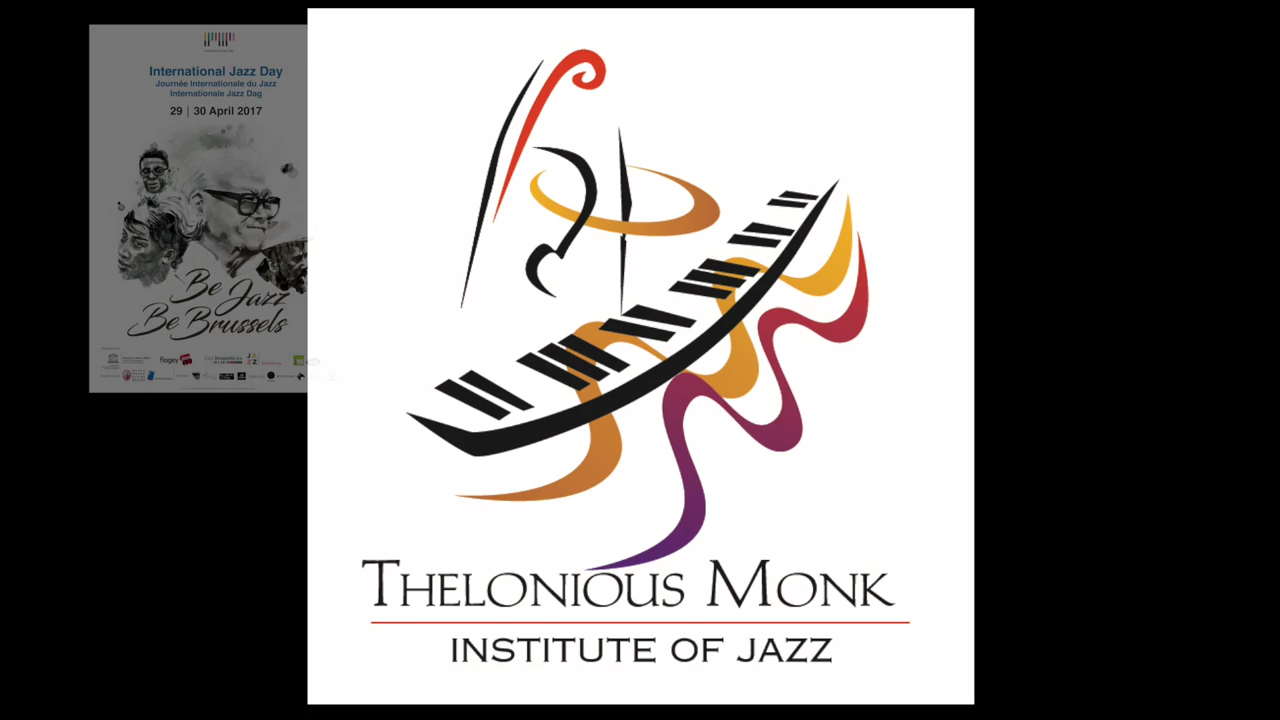 International Jazz Day
Journée Internationale du Jazz
Internationale Jazz Dag
29 | 30 April 2017
Be Jazz
Be Brussels
flagey
THELONIOUS MONK
INSTITUTE OF JAZZ